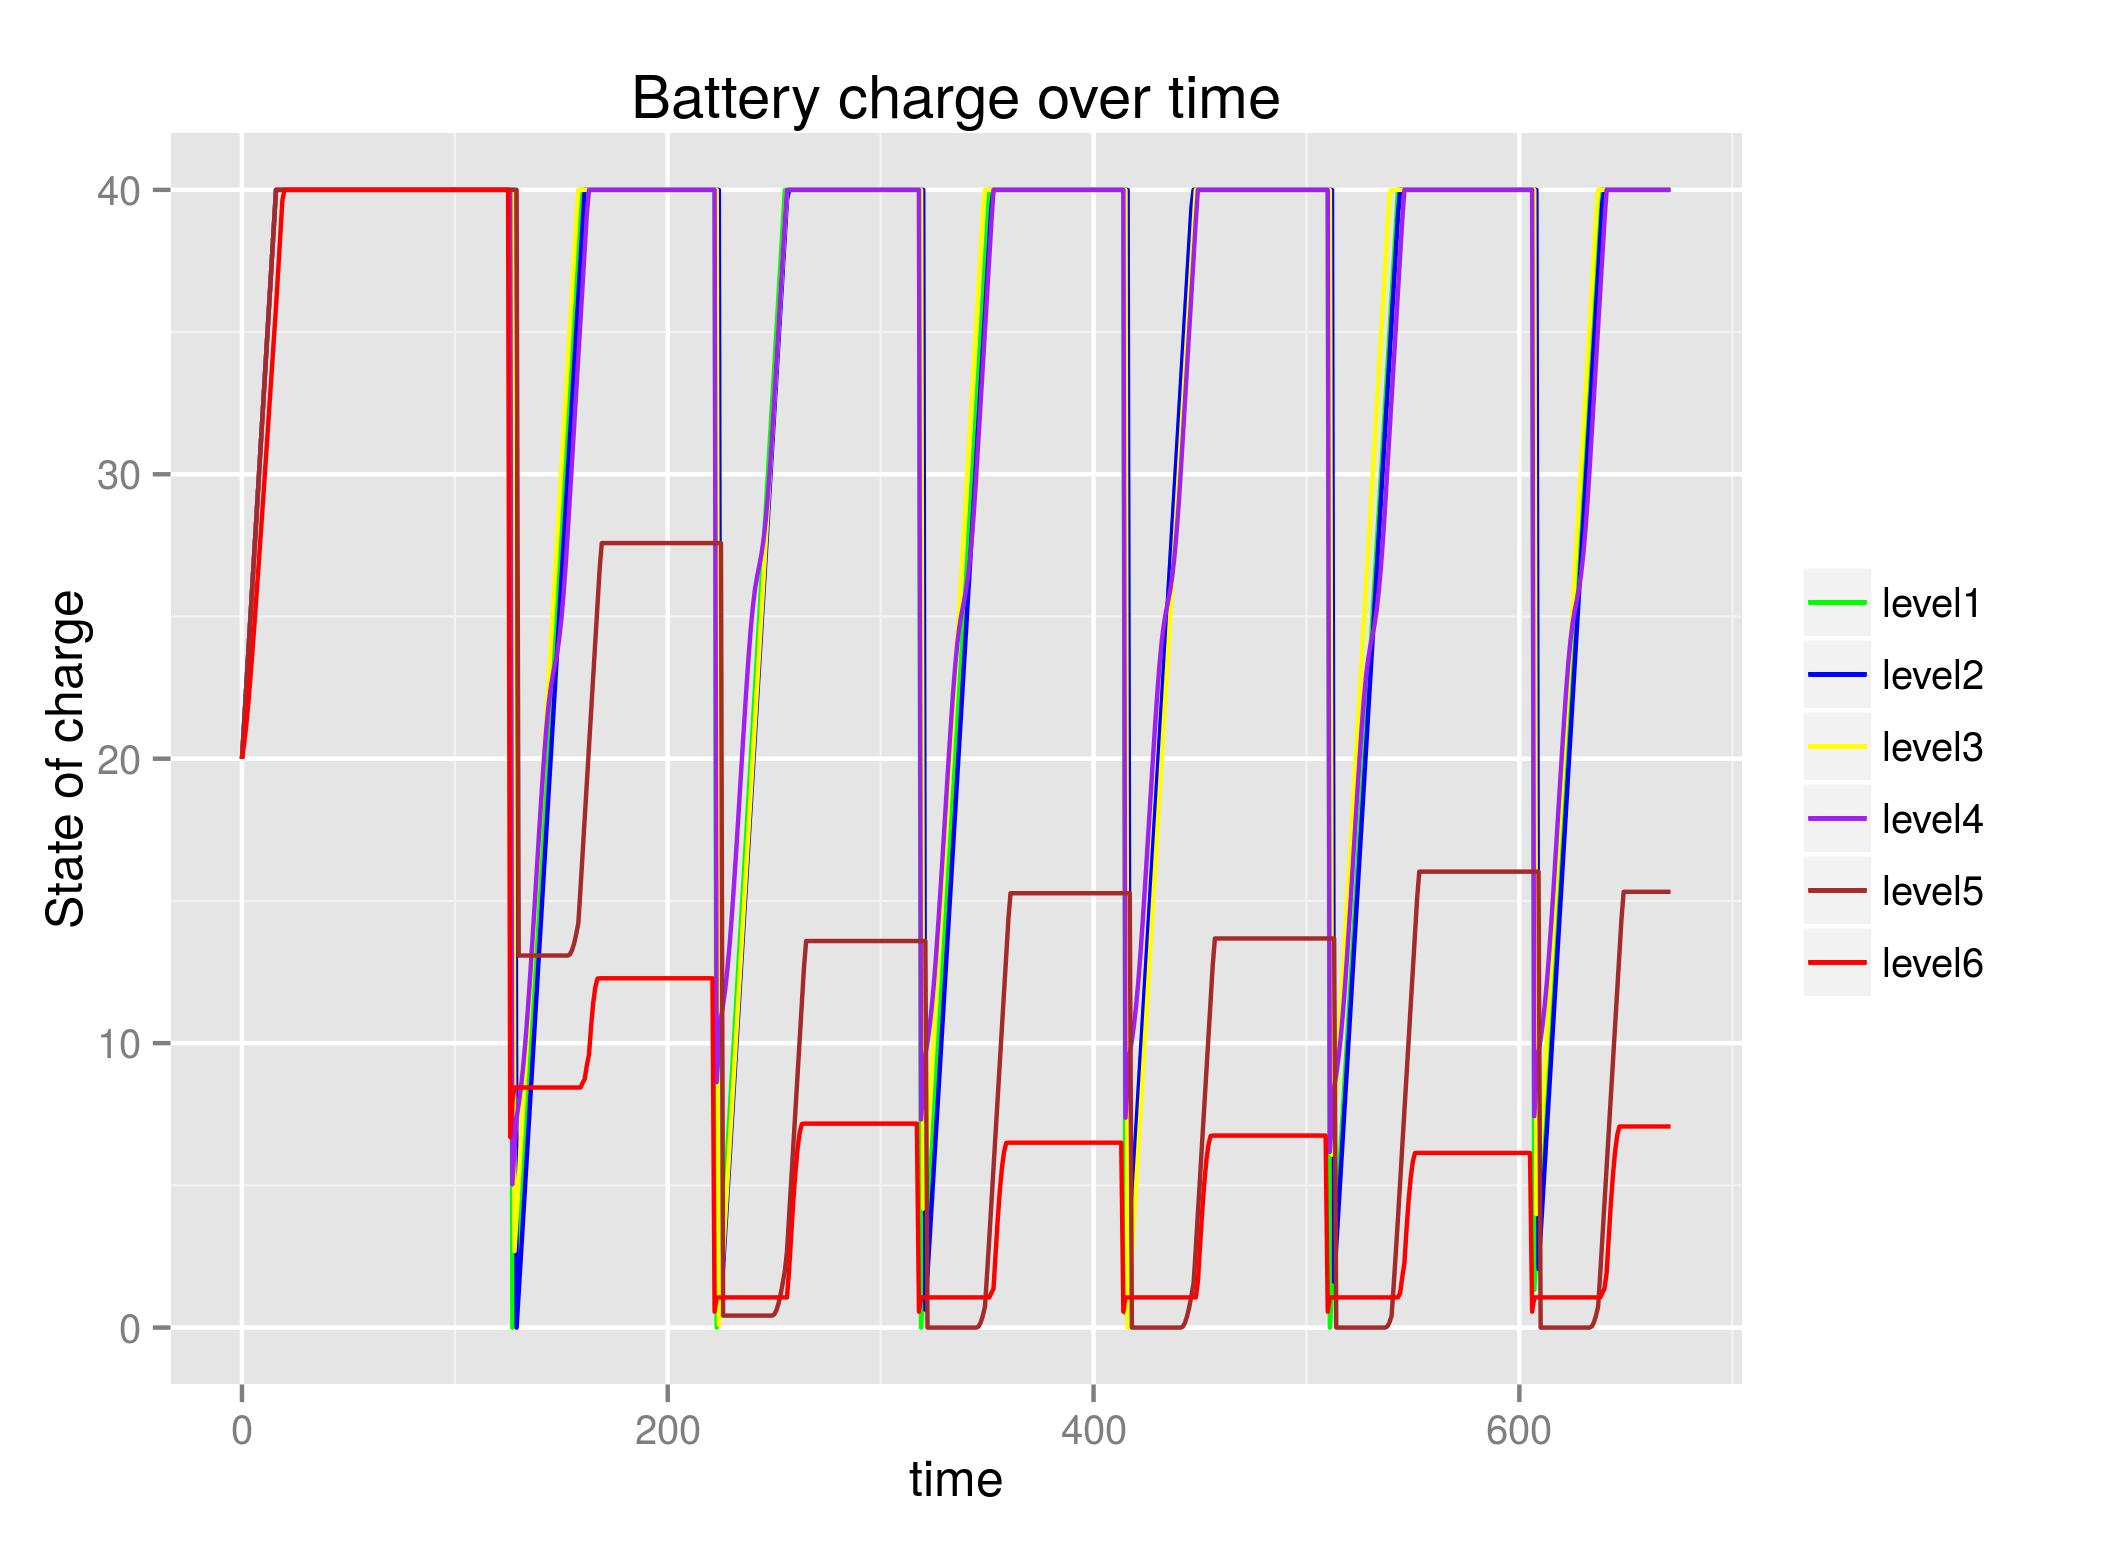 Battery charge over time
State of charge
40
30
20
10
0
0 200 400 600
time
level1
level2
level3
level4
level5
level6